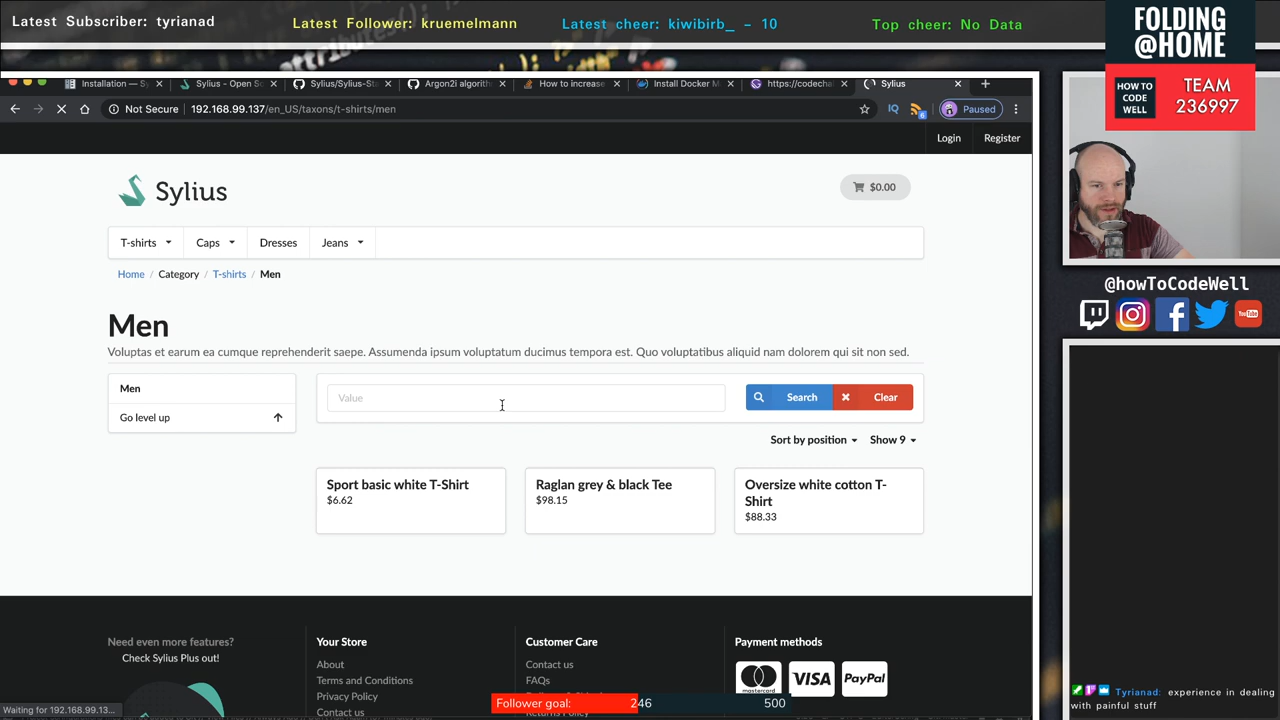 Latest Subscriber: tyrianad
Latest Follower: kruemelmann
Latest cheer: kiwibirb_ - 10
Top cheer: No Data
FOLDING
@HOME
HOW TO
CODE
WELL
TEAM
236997
Installation — Sy
Sylius - Open S
Sylius/Sylius-St
Argon2i algorith
How to increase
Install Docker M
https://codechal
Sylius
Not Secure
192.168.99.137/en_US/taxons/t-shirts/men
IQ
6
Paused
Login
Register
Sylius
$0.00
T-shirts
Caps
Dresses
Jeans
Home / Category / T-shirts / Men
Men
Voluptas et earum ea cumque reprehenderit saepe. Assumenda ipsum voluptatum ducimus tempora est. Quo voluptatibus aliquid nam dolorem qui sit non sed.
Men
Go level up
Value
Search
Clear
Sort by position
Show 9
Sport basic white T-Shirt
$6.62
Raglan grey & black Tee
$98.15
Oversize white cotton T-
Shirt
$88.33
@howToCodeWell
YouTube
Need even more features?
Check Sylius Plus out!
Your Store
About
Terms and Conditions
Privacy Policy
Contact us
Customer Care
Contact us
FAQs
Payment methods
mastercard
VISA
PayPal
Waiting for 192.168.99.13...
Follower goal:
246
500
Tyrianad: experience in dealing
with painful stuff